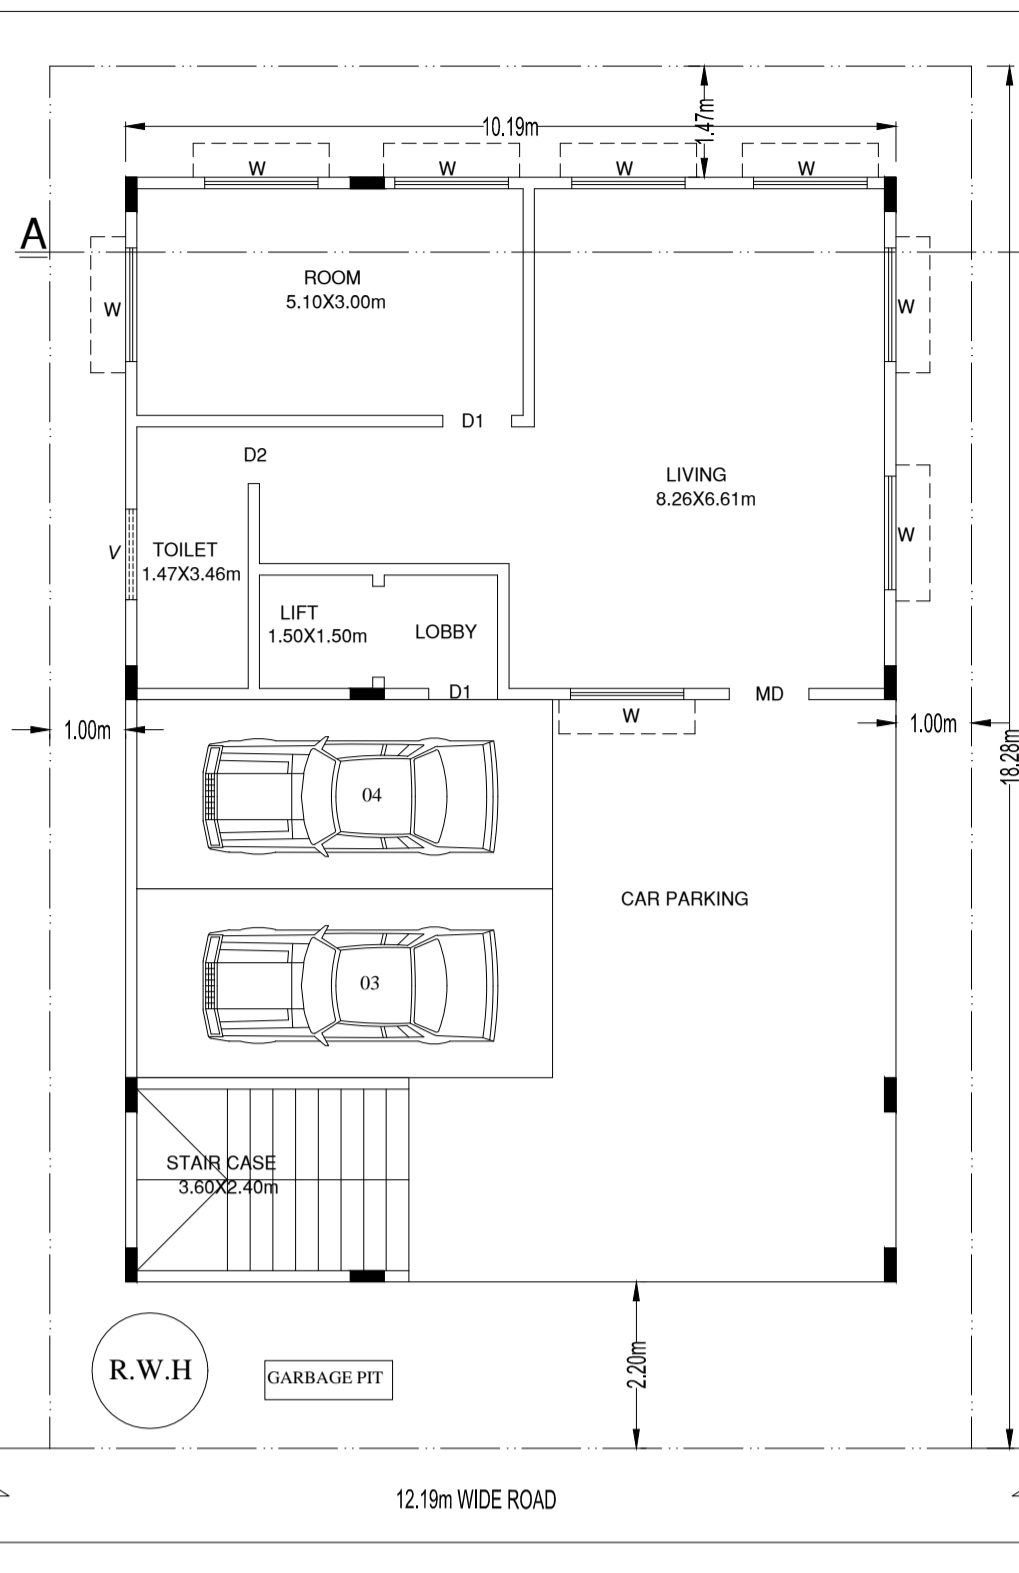 1.47m
10.19m
W
W
W
W
A
ROOM
5.10X3.00m
W
W
D1
D2
LIVING
8.26X6.61m
W
V
TOILET
1.47X3.46m
LIFT
1.50X1.50m
LOBBY
D1
MD
W
1.00m
1.00m
18.28m
04
CAR PARKING
03
STAIR CASE
3.60X2.40m
2.20m
R.W.H
GARBAGE PIT
12.19m WIDE ROAD